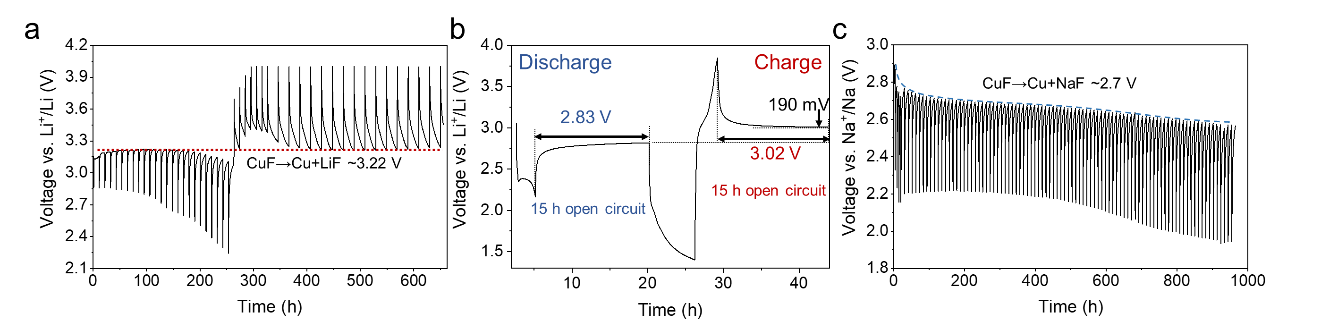 a
4.2
3.9
3.6
3.3
3.0
2.7
2.4
2.1
Voltage vs. Li⁺/Li (V)
CuF→Cu+LiF ~3.22 V
0 100 200 300 400 500 600
Time (h)
b
4.0
3.5
3.0
2.5
2.0
1.5
Voltage vs. Li⁺/Li (V)
Discharge
Charge
2.83 V
190 mV
3.02 V
15 h open circuit
15 h open circuit
10 20 30 40
Time (h)
c
3.0
2.8
2.6
2.4
2.2
2.0
1.8
Voltage vs. Na⁺/Na (V)
CuF→Cu+NaF ~2.7 V
0 200 400 600 800 1000
Time (h)